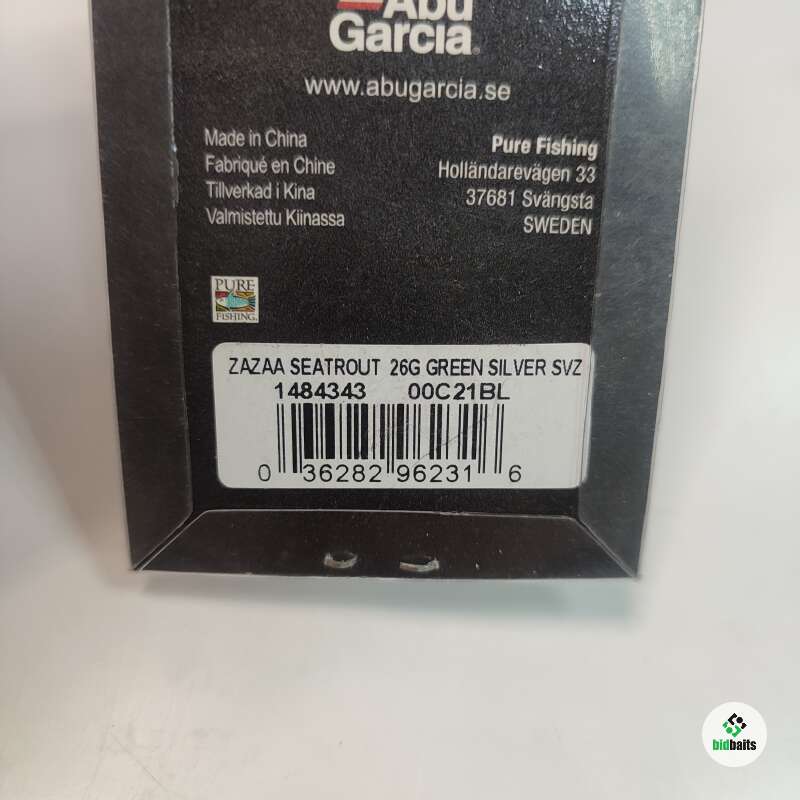 Abu
Garcia
www.abugarcia.se
Made in China
Fabriqué en Chine
Tillverkad i Kina
Valmistettu Kiinassa
Pure Fishing
Holländarevägen 33
37681 Svängsta
SWEDEN
PURE
FISHING
ZAZAA SEATROUT 26G GREEN SILVER SVZ
1484343 00C21BL
0 36282 96231 6
bidbaits